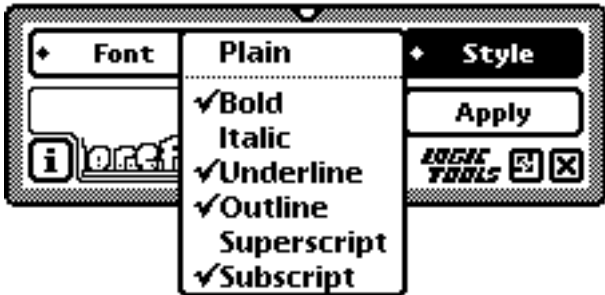 Font
Plain
Style
Bold
Italic
Underline
Outline
Superscript
Subscript
Apply
i
LOGIC
TOOLS